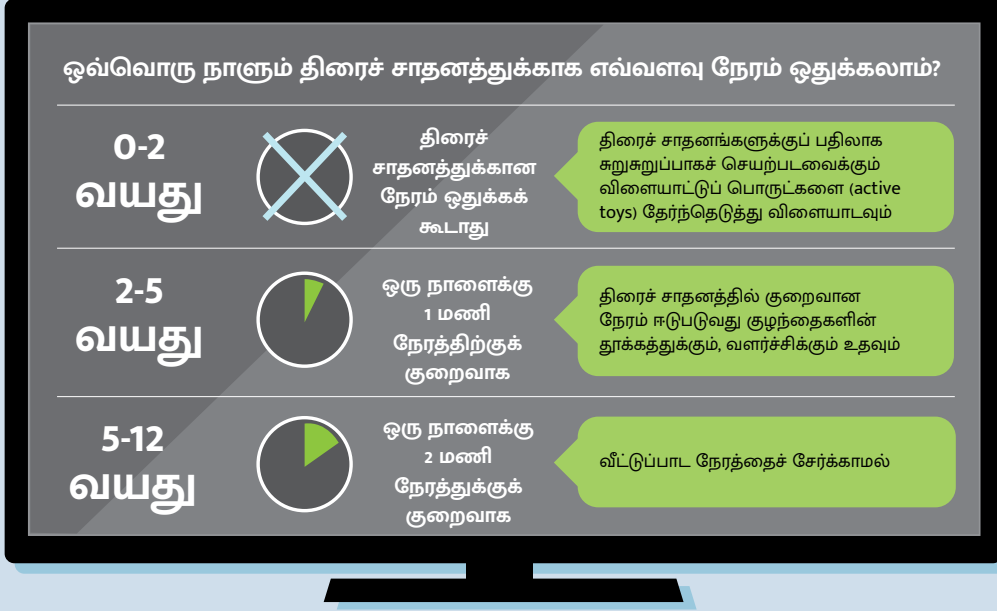 ஒவ்வொரு நாளும் திரைச் சாதனத்துக்காக எவ்வளவு நேரம் ஒதுக்கலாம்?
0-2
வயது
திரைச்
சாதனத்துக்கான
நேரம் ஒதுக்கக்
கூடாது
திரைச் சாதனங்களுக்குப் பதிலாக
சுறுசுறுப்பாகச் செயற்படவைக்கும்
விளையாட்டுப் பொருட்களை (active
toys) தேர்ந்தெடுத்து விளையாடவும்
2-5
வயது
ஒரு நாளைக்கு
1 மணி
நேரத்திற்குக்
குறைவாக
திரைச் சாதனத்தில் குறைவான
நேரம் ஈடுபடுவது குழந்தைகளின்
தூக்கத்துக்கும், வளர்ச்சிக்கும் உதவும்
5-12
வயது
ஒரு நாளைக்கு
2 மணி
நேரத்துக்குக்
குறைவாக
வீட்டுப்பாட நேரத்தைச் சேர்க்காமல்